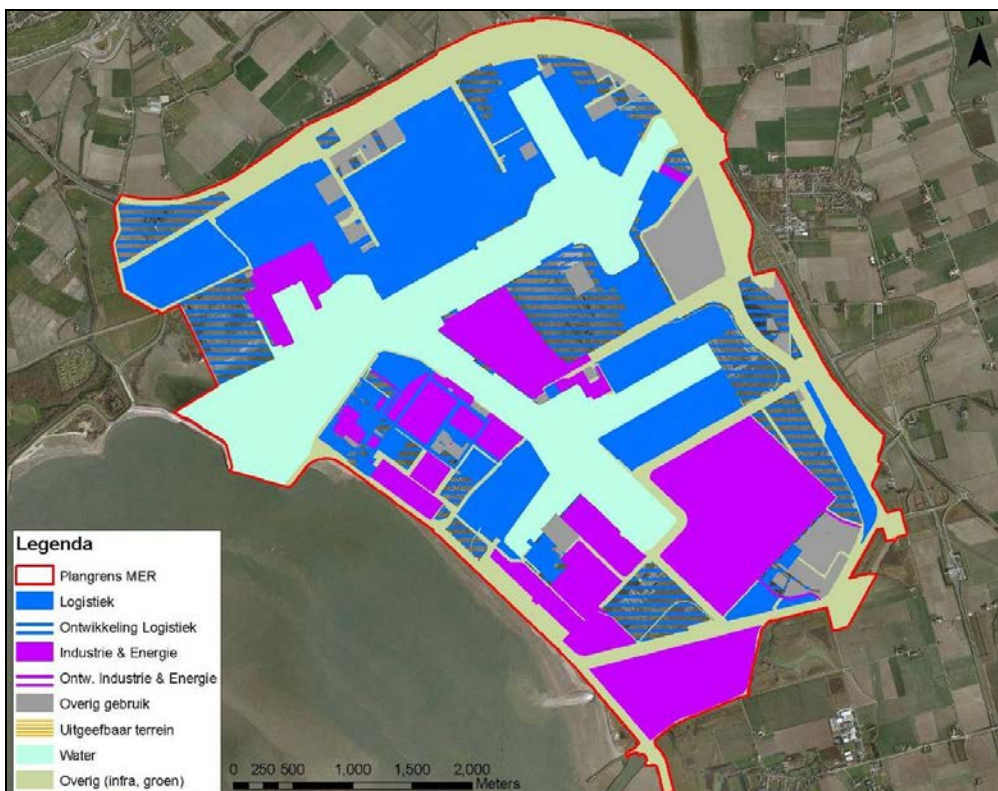 N
Legenda
Plangrens MER
Logistiek
Ontwikkeling Logistiek
Industrie & Energie
Ontw. Industrie & Energie
Overig gebruik
Uitgeefbaar terrein
Water
Overig (infra, groen)
0 250 500 1,000 1,500 2,000
Meters